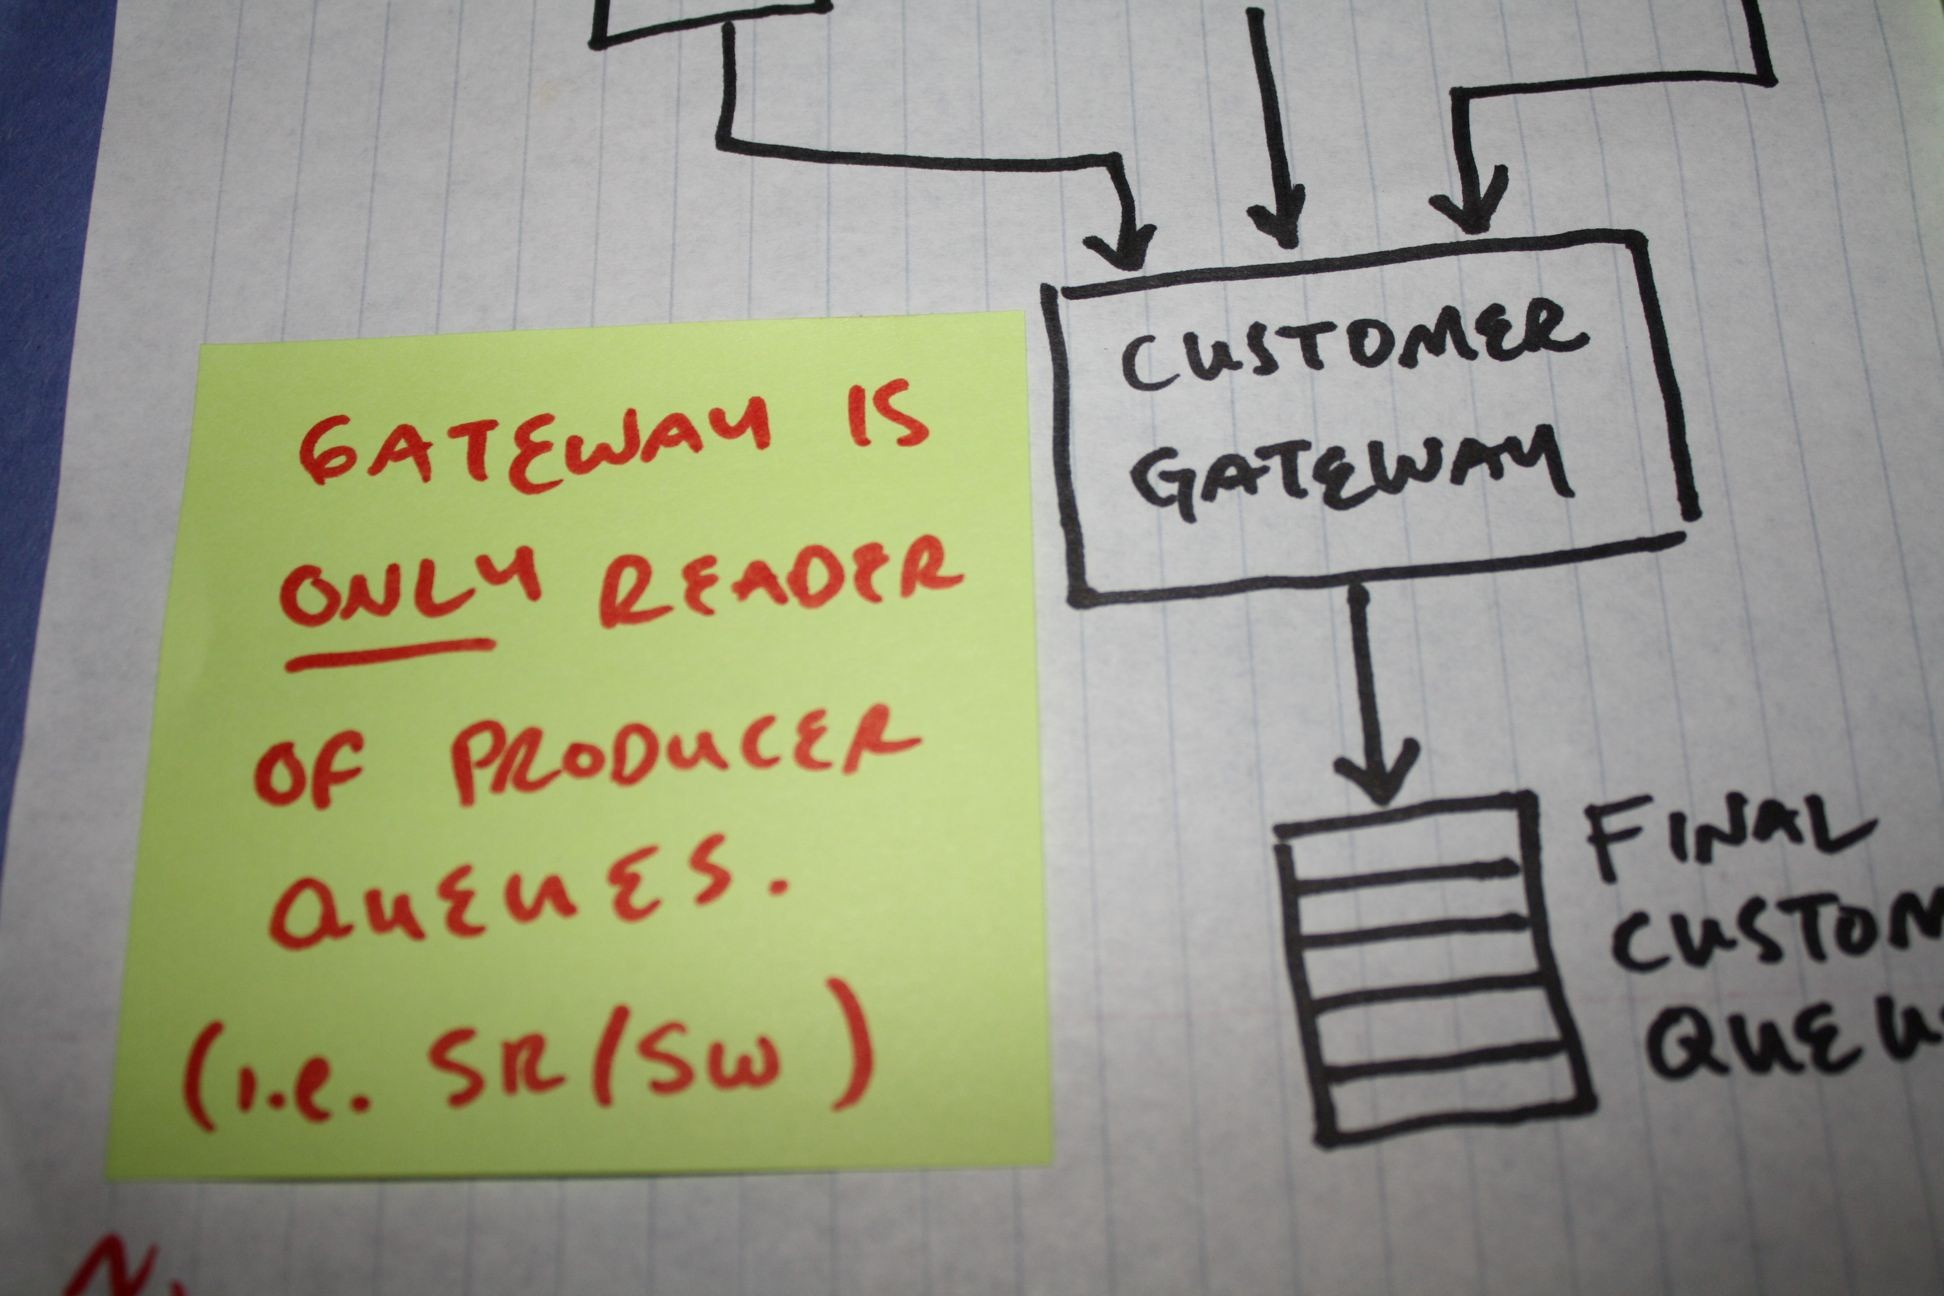 CUSTOMER
GATEWAY
GATEWAY IS
ONLY READER
OF PRODUCER
QUEUES.
(i.e. SR/SW)
FINAL